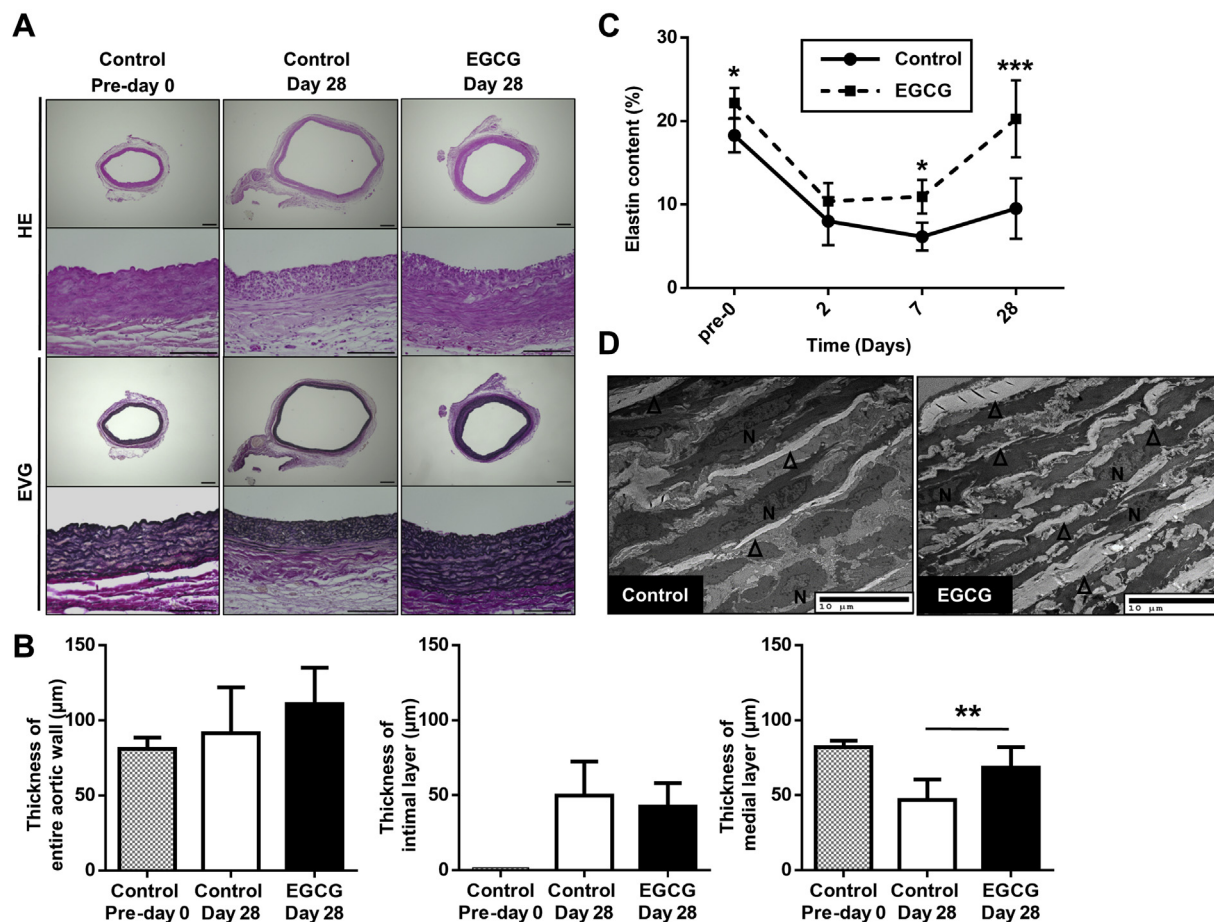 A
Control
Pre-day 0
Control
Day 28
EGCG
Day 28
HE
EVG
B
Thickness of
entire aortic wall (µm)
150
100
50
0
Control
Pre-day 0
Control
Day 28
EGCG
Day 28
Thickness of
intimal layer (µm)
150
100
50
0
Control
Pre-day 0
Control
Day 28
EGCG
Day 28
Thickness of
medial layer (µm)
150
100
50
0
**
Control
Pre-day 0
Control
Day 28
EGCG
Day 28
C
Elastin content (%)
30
20
10
0
Control
EGCG
*
*
***
pre-0
2
7
28
Time (Days)
D
Δ
N
Δ
N
Δ
N
Control
10 µm
Δ
Δ
Δ
N
N
Δ
Δ
EGCG
10 µm